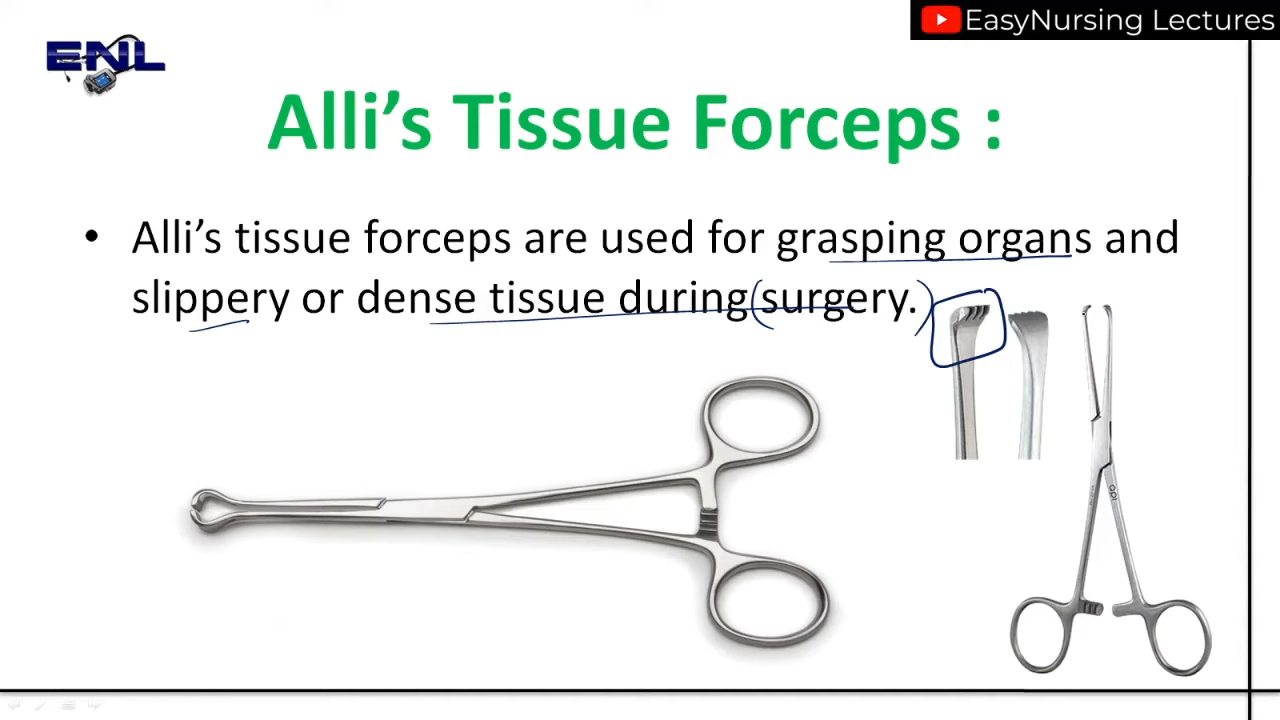 EasyNursing Lectures
ENL
Alli's Tissue Forceps :
• Alli's tissue forceps are used for grasping organs and
slippery or dense tissue during surgery.